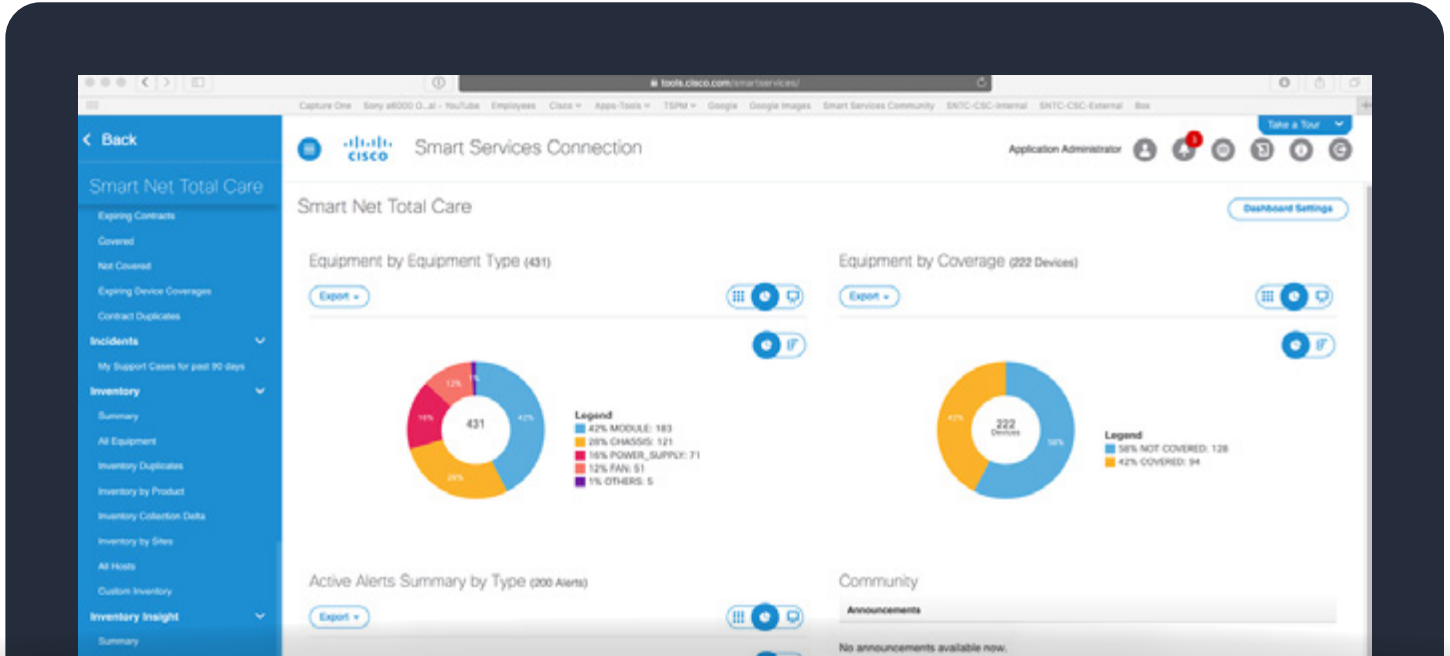 tools.cisco.com/smartservices/
Capture One Sony a6000 O...al - YouTube Employees Cisco Apps-Tools TSPM Google Google Images Smart Services Community SNTC-CSC-Internal SNTC-CSC-External Box
Back
CISCO
Smart Services Connection
Application Administrator
3
Take a Tour
Smart Net Total Care
Expiring Contracts
Covered
Not Covered
Expiring Device Coverages
Contract Duplicates
Incidents
My Support Cases for past 90 days
Inventory
Summary
All Equipment
Inventory Duplicates
Inventory by Product
Inventory Collection Delta
Inventory by Sites
All Hosts
Custom Inventory
Inventory Insight
Summary
Smart Net Total Care
Dashboard Settings
Equipment by Equipment Type (431)
Export
12%
1%
16%
431
42%
28%
Legend
42% MODULE: 183
28% CHASSIS: 121
16% POWER_SUPPLY: 71
12% FAN: 51
1% OTHERS: 5
Equipment by Coverage (222 Devices)
Export
42%
222
Devices
58%
Legend
58% NOT COVERED: 128
42% COVERED: 94
Active Alerts Summary by Type (200 Alerts)
Export
Community
Announcements
No announcements available now.